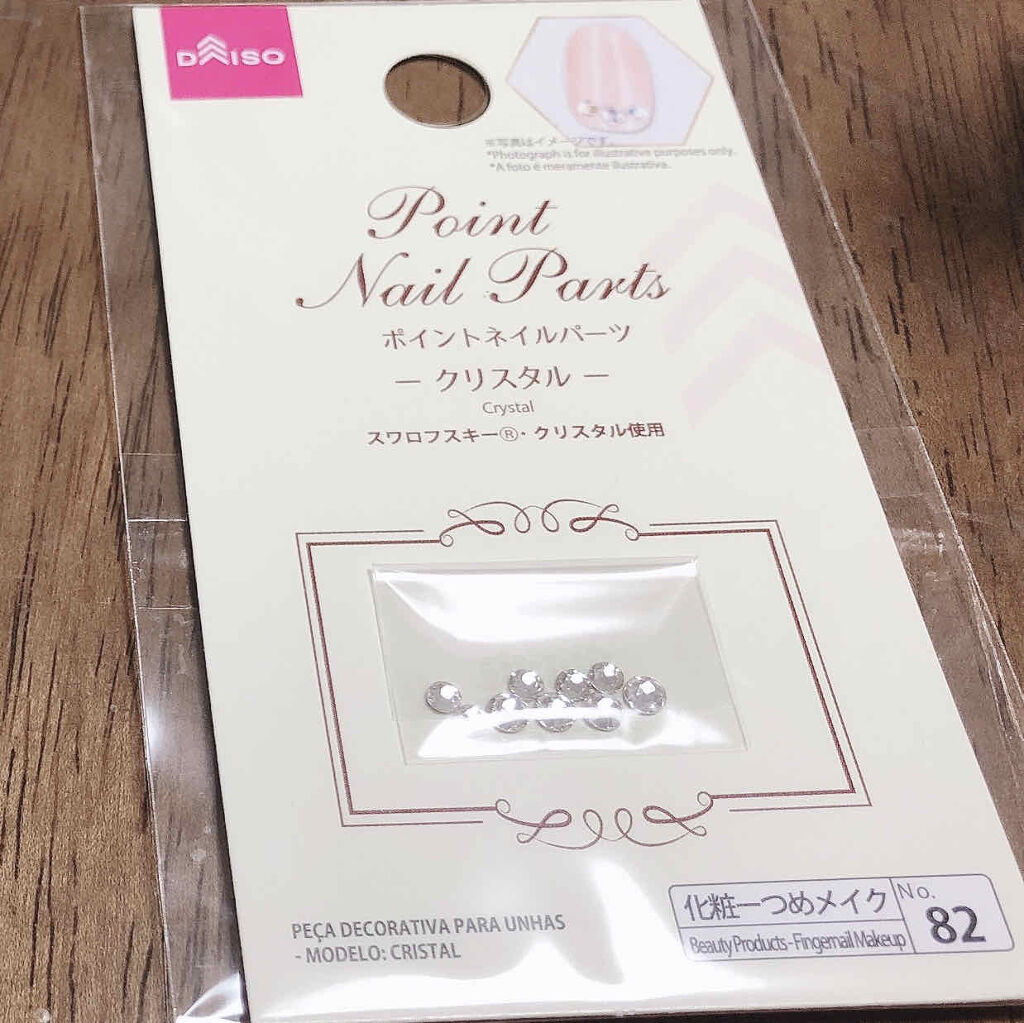 DAISO
※写真はイメージです。
*Photograph is for illustrative purposes only.
*A foto é meramente ilustrativa.
Point
Nail Parts
ポイントネイルパーツ
ー クリスタル ー
Crystal
スワロフスキー®・クリスタル使用
PEÇA DECORATIVA PARA UNHAS
- MODELO: CRISTAL
化粧一つめメイク
Beauty Products - Fingernail Makeup
No.
82